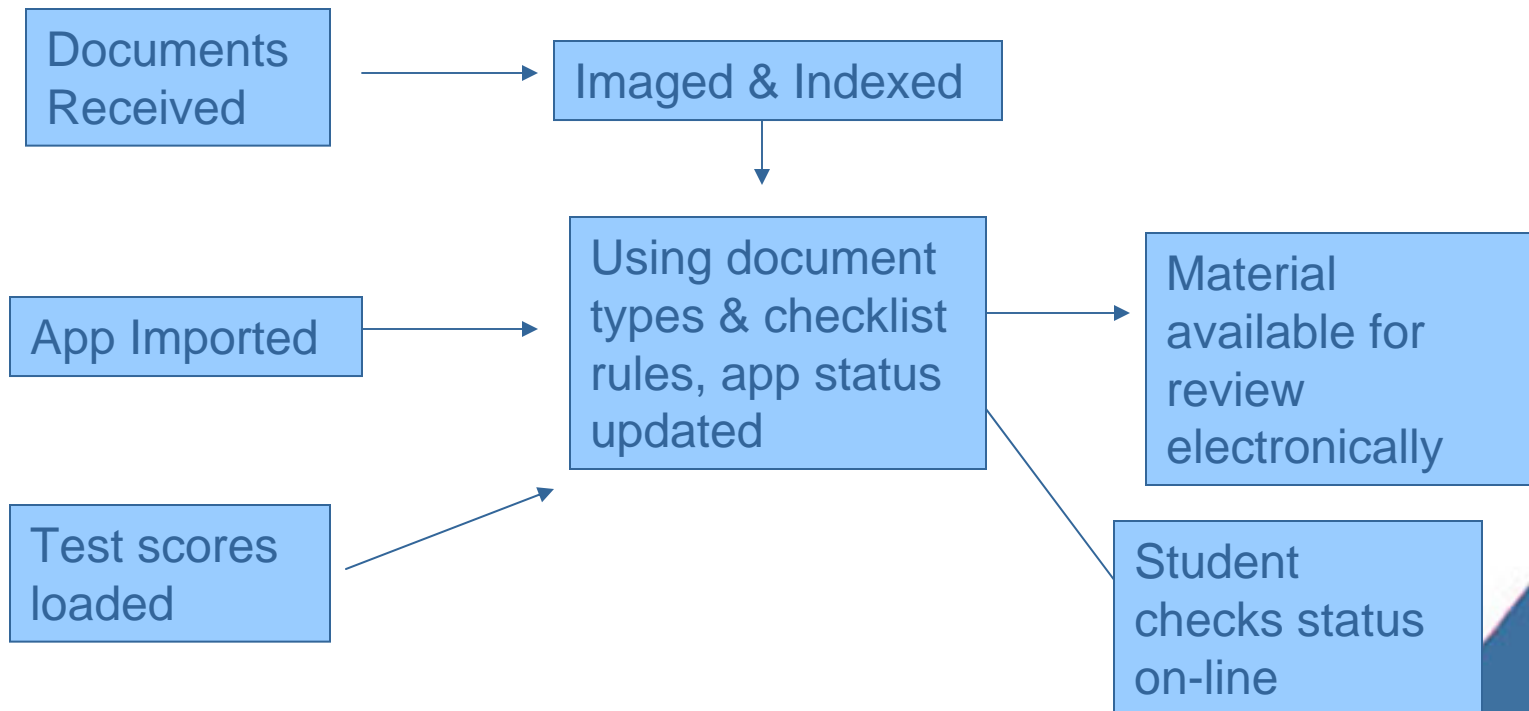 Documents
Received
Imaged & Indexed
Using document
types & checklist
rules, app status
updated
App Imported
Material
available for
review
electronically
Test scores
loaded
Student
checks status
on-line